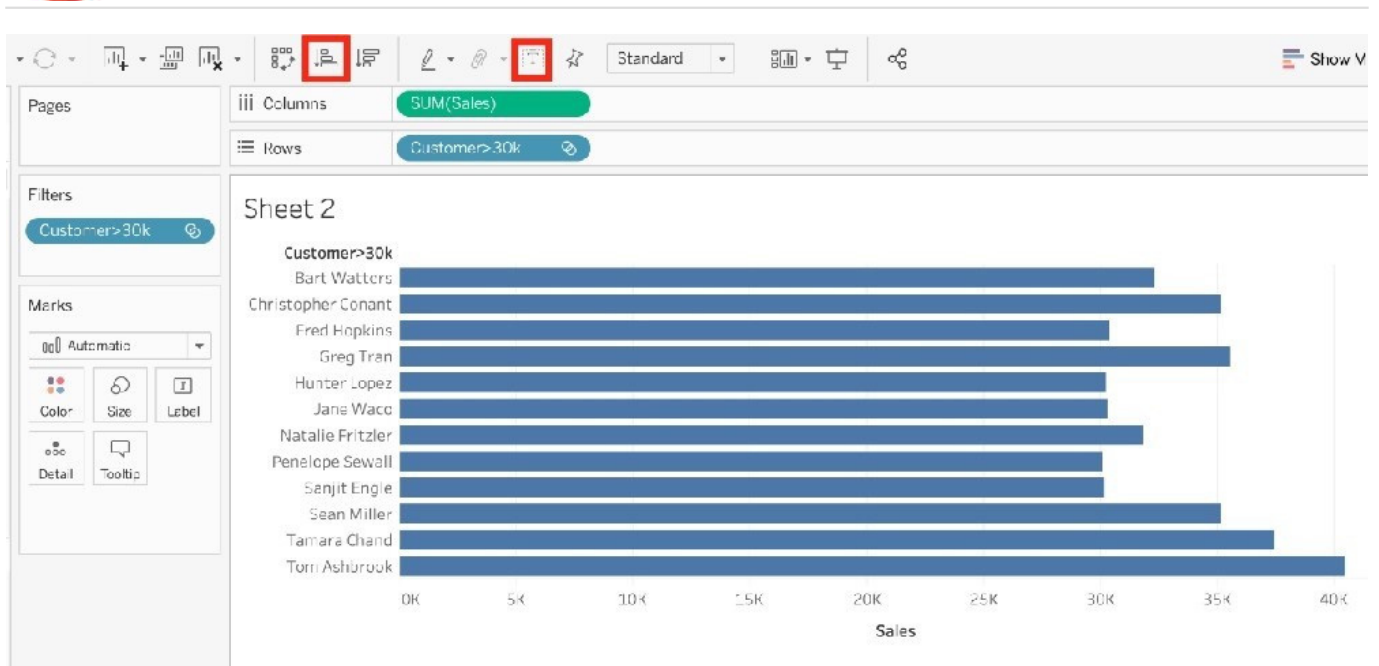 Standard
Show V
Pages
iii Columns
SUM(Sales)
Rows
Customer>30k
Filters
Customer>30k
Sheet 2
Customer>30k
Bart Watters
Christopher Conant
Fred Hopkins
Greg Tran
Hunter Lopez
Jane Waco
Natalie Fritzler
Penelope Sewall
Sanjit Engle
Sean Miller
Tamara Chand
Tom Ashbrook
Marks
Automatic
Color
Size
Label
Detail
Tooltip
0K 5K 10K 15K 20K 25K 30K 35K 40K
Sales